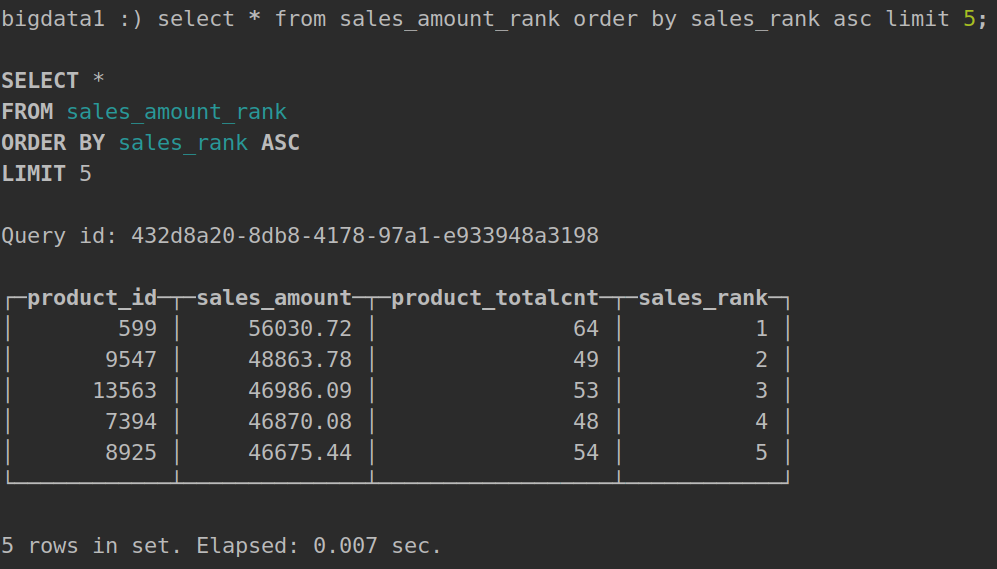 bigdata1 :) select * from sales_amount_rank order by sales_rank asc limit 5;
SELECT *
FROM sales_amount_rank
ORDER BY sales_rank ASC
LIMIT 5
Query id: 432d8a20-8db8-4178-97a1-e933948a3198
┌─product_id─┬─sales_amount─┬─product_totalcnt─┬─sales_rank─┐
│ 599 │ 56030.72 │ 64 │ 1 │
│ 9547 │ 48863.78 │ 49 │ 2 │
│ 13563 │ 46986.09 │ 53 │ 3 │
│ 7394 │ 46870.08 │ 48 │ 4 │
│ 8925 │ 46675.44 │ 54 │ 5 │
5 rows in set. Elapsed: 0.007 sec.